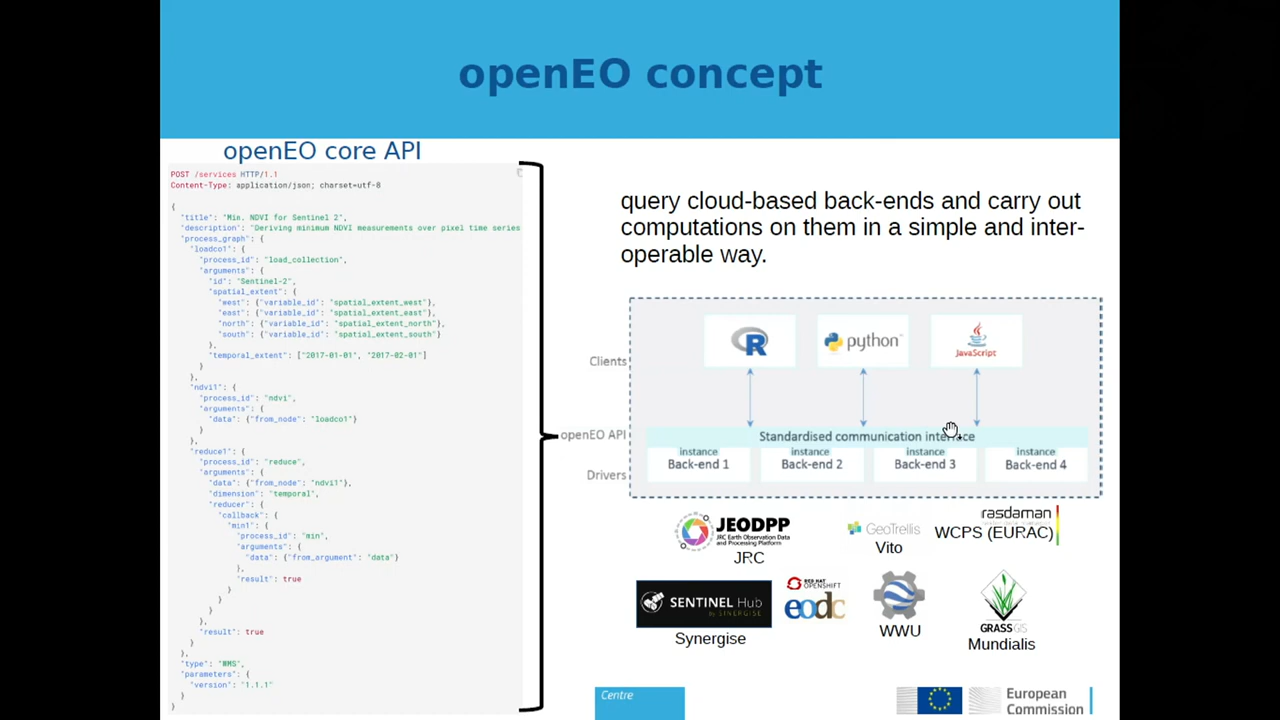 openEO concept
openEO core API
POST /services HTTP/1.1
Content-Type: application/json; charset=utf-8
{
"title": "Min. NDVI for Sentinel 2",
"description": "Deriving minimum NDVI measurements over pixel time series
"process_graph": {
"loadco1": {
"process_id": "load_collection",
"arguments": {
"id": "Sentinel-2",
"spatial_extent": {
"west": {"variable_id": "spatial_extent_west"},
"east": {"variable_id": "spatial_extent_east"},
"north": {"variable_id": "spatial_extent_north"},
"south": {"variable_id": "spatial_extent_south"}
},
"temporal_extent": ["2017-01-01", "2017-02-01"]
}
},
"ndvi1": {
"process_id": "ndvi",
"arguments": {
"data": {"from_node": "loadco1"}
}
},
"reduce1": {
"process_id": "reduce",
"arguments": {
"data": {"from_node": "ndvi1"},
"dimension": "temporal",
"reducer": {
"callback": {
"min1": {
"process_id": "min",
"arguments": {
"data": {"from_argument": "data"}
},
"result": true
}
}
}
},
"result": true
}
},
"type": "WMS",
"parameters": {
"version": "1.1.1"
}
}
query cloud-based back-ends and carry out
computations on them in a simple and inter-
operable way.
Clients
R
python
JavaScript
openEO API
Standardised communication interface
Drivers
instance
Back-end 1
instance
Back-end 2
instance
Back-end 3
instance
Back-end 4
JEODPP
JRC Earth Observation Data
and Processing Platform
JRC
GeoTrellis
Vito
rasdaman
WCPS (EURAC)
SENTINEL Hub
by SINERGISE
Synergise
RED HAT
OPENSHIFT
eodc
WWU
GRASS GIS
Mundialis
Centre
European
Commission